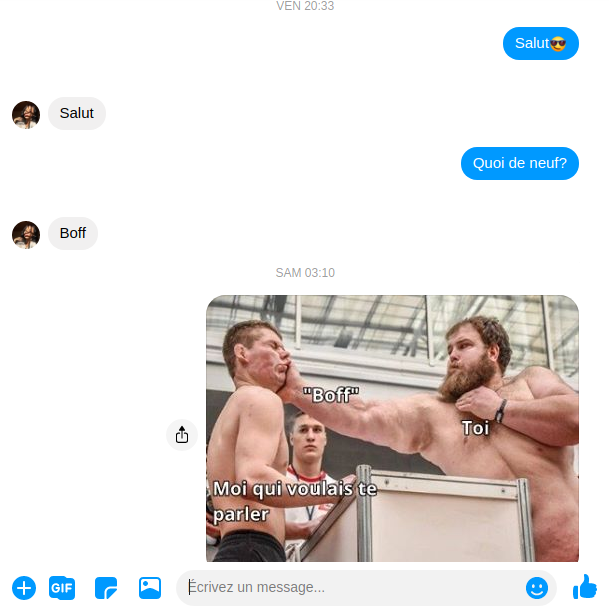 VEN 20:33
Salut😎
Salut
Quoi de neuf?
Boff
SAM 03:10
"Boff"
Toi
Moi qui voulais te
parler
GIF
Écrivez un message...